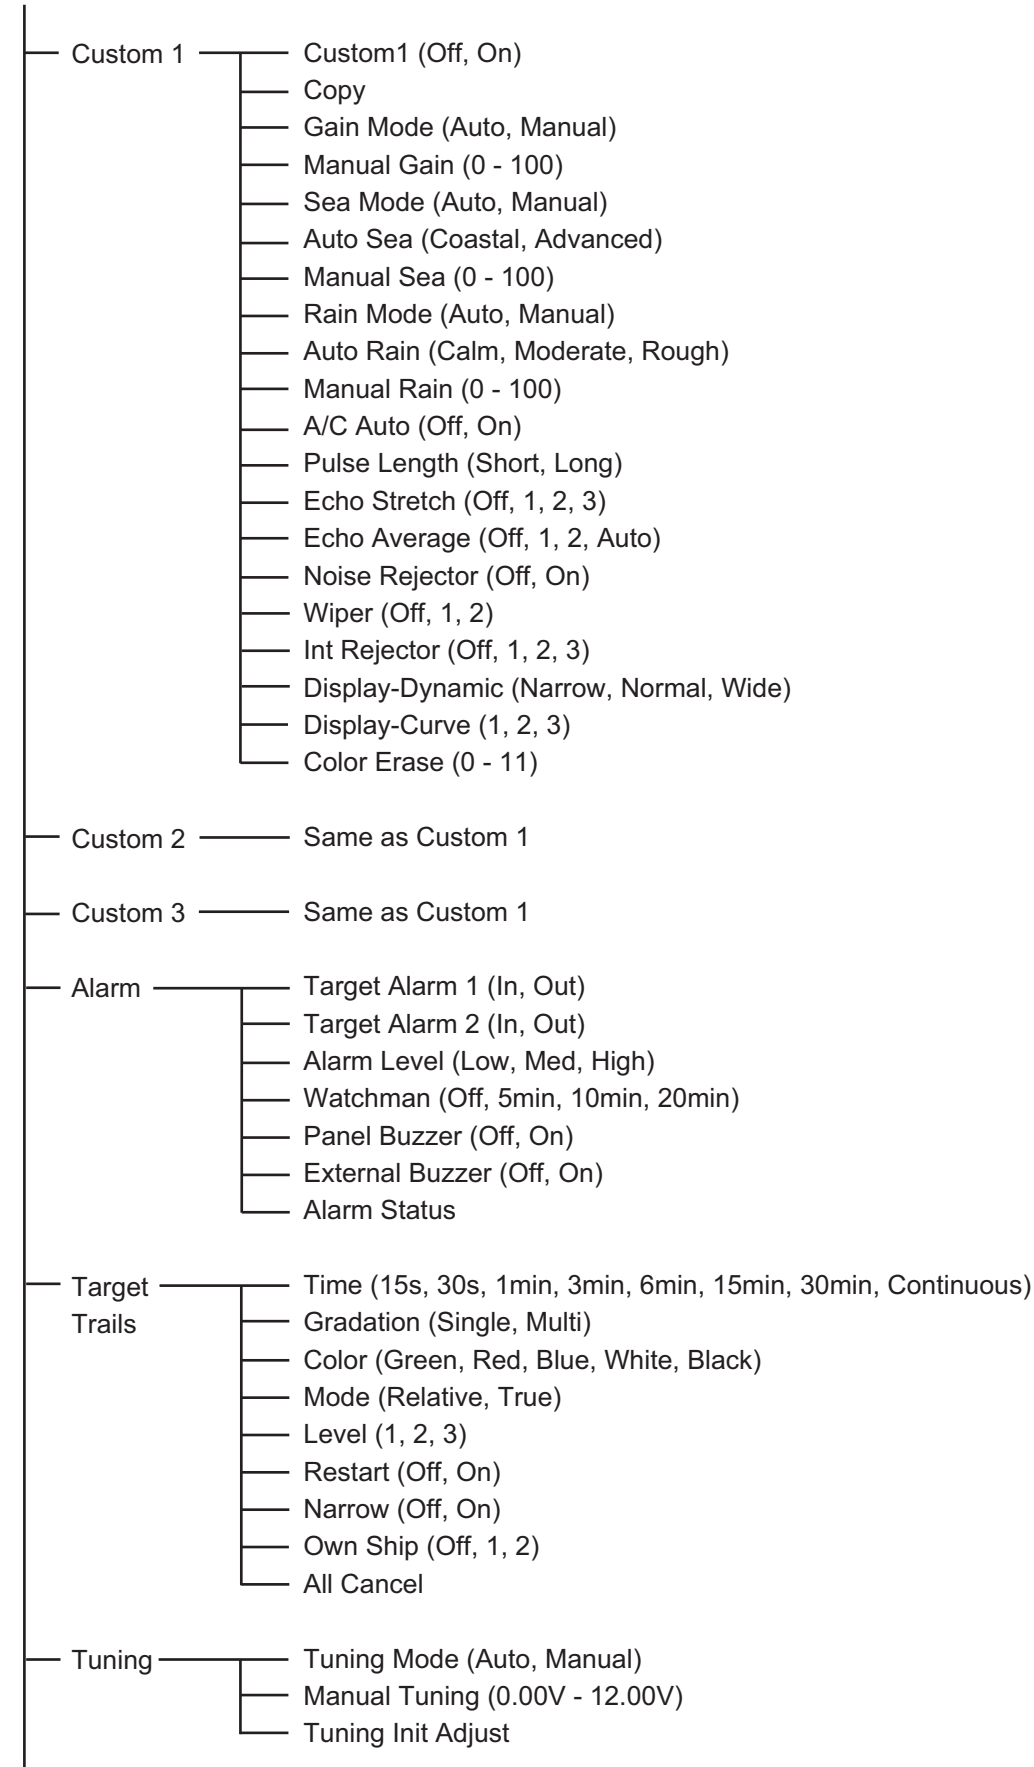 Custom 1
Custom1 (Off, On)
Copy
Gain Mode (Auto, Manual)
Manual Gain (0 - 100)
Sea Mode (Auto, Manual)
Auto Sea (Coastal, Advanced)
Manual Sea (0 - 100)
Rain Mode (Auto, Manual)
Auto Rain (Calm, Moderate, Rough)
Manual Rain (0 - 100)
A/C Auto (Off, On)
Pulse Length (Short, Long)
Echo Stretch (Off, 1, 2, 3)
Echo Average (Off, 1, 2, Auto)
Noise Rejector (Off, On)
Wiper (Off, 1, 2)
Int Rejector (Off, 1, 2, 3)
Display-Dynamic (Narrow, Normal, Wide)
Display-Curve (1, 2, 3)
Color Erase (0 - 11)
Custom 2
Same as Custom 1
Custom 3
Same as Custom 1
Alarm
Target Alarm 1 (In, Out)
Target Alarm 2 (In, Out)
Alarm Level (Low, Med, High)
Watchman (Off, 5min, 10min, 20min)
Panel Buzzer (Off, On)
External Buzzer (Off, On)
Alarm Status
Target
Trails
Time (15s, 30s, 1min, 3min, 6min, 15min, 30min, Continuous)
Gradation (Single, Multi)
Color (Green, Red, Blue, White, Black)
Mode (Relative, True)
Level (1, 2, 3)
Restart (Off, On)
Narrow (Off, On)
Own Ship (Off, 1, 2)
All Cancel
Tuning
Tuning Mode (Auto, Manual)
Manual Tuning (0.00V - 12.00V)
Tuning Init Adjust